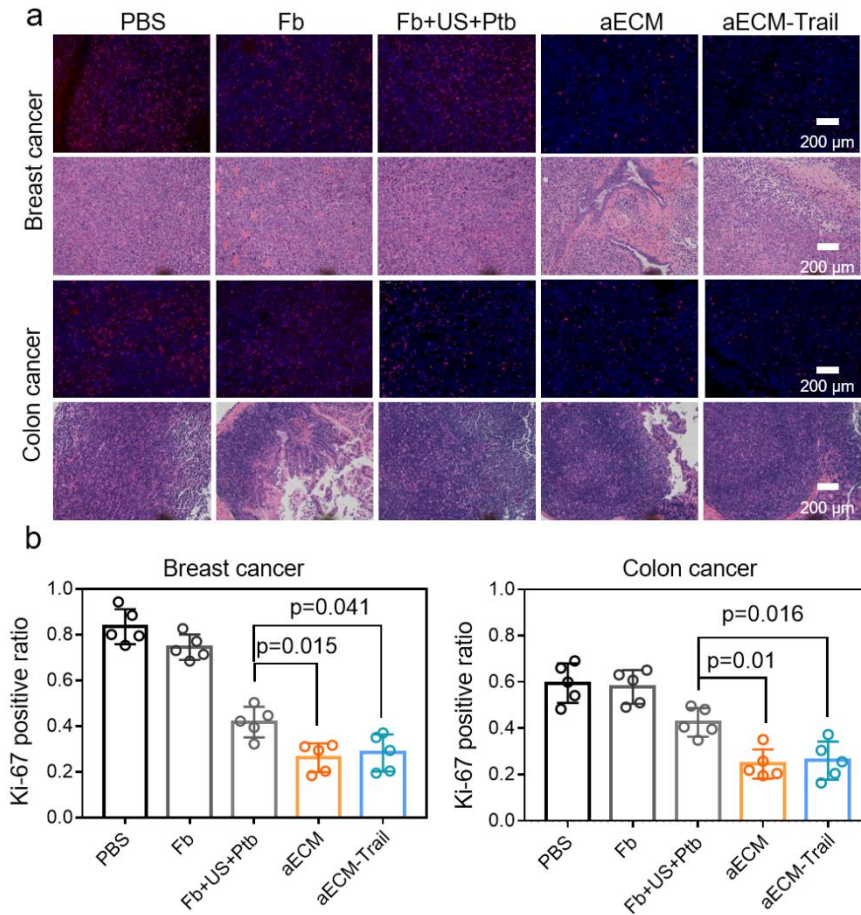 a
PBS Fb Fb+US+Ptb aECM aECM-Trail
Breast cancer
200 µm
200 µm
Colon cancer
200 µm
200 µm
b
Breast cancer
Ki-67 positive ratio
1.0
0.8
0.6
0.4
0.2
0.0
p=0.041
p=0.015
PBS
Fb
Fb+US+Ptb
aECM
aECM-Trail
Colon cancer
Ki-67 positive ratio
1.0
0.8
0.6
0.4
0.2
0.0
p=0.016
p=0.01
PBS
Fb
Fb+US+Ptb
aECM
aECM-Trail